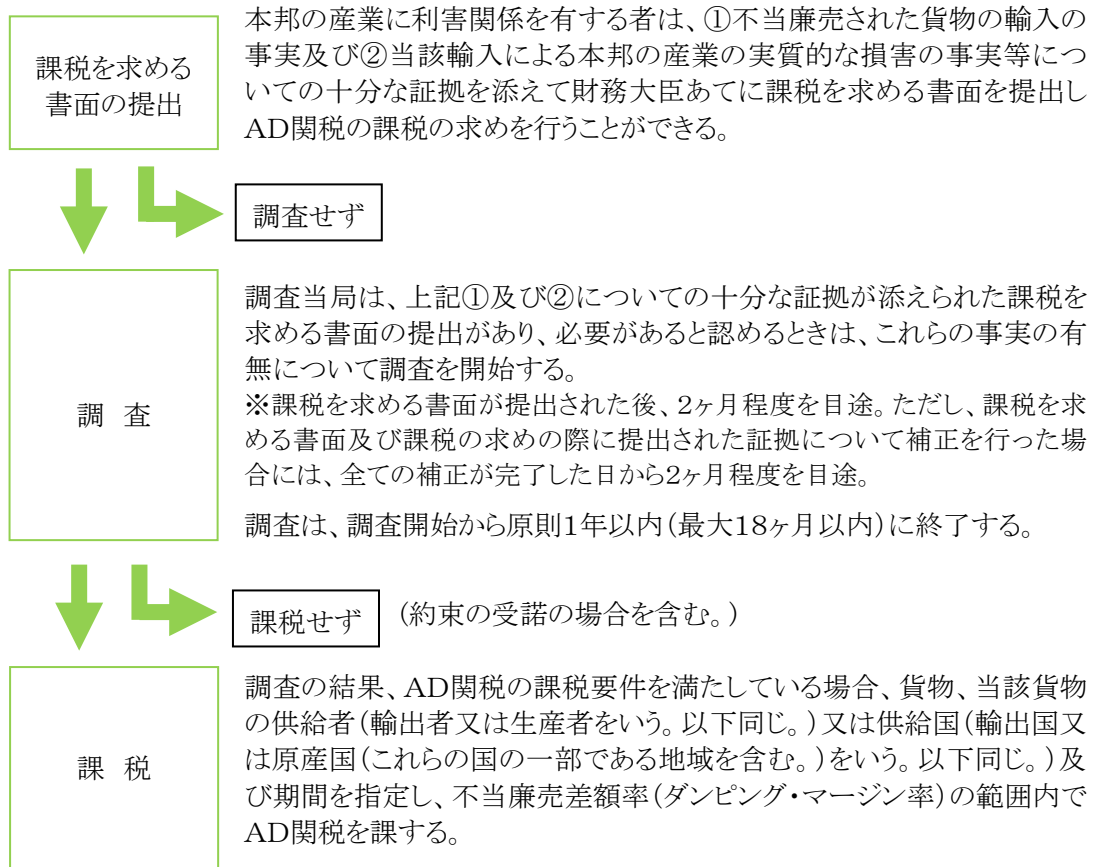 課税を求める
書面の提出
本邦の産業に利害関係を有する者は、①不当廉売された貨物の輸入の
事実及び②当該輸入による本邦の産業の実質的な損害の事実等につ
いての十分な証拠を添えて財務大臣あてに課税を求める書面を提出し
AD関税の課税の求めを行うことができる。
調査せず
調 査
調査当局は、上記①及び②についての十分な証拠が添えられた課税を
求める書面の提出があり、必要があると認めるときは、これらの事実の有
無について調査を開始する。
※課税を求める書面が提出された後、2ヶ月程度を目途。ただし、課税を求
める書面及び課税の求めの際に提出された証拠について補正を行った場
合には、全ての補正が完了した日から2ヶ月程度を目途。
調査は、調査開始から原則1年以内(最大18ヶ月以内)に終了する。
課税せず
(約束の受諾の場合を含む。)
課 税
調査の結果、AD関税の課税要件を満たしている場合、貨物、当該貨物
の供給者(輸出者又は生産者をいう。以下同じ。)又は供給国(輸出国又
は原産国(これらの国の一部である地域を含む。)をいう。以下同じ。)及
び期間を指定し、不当廉売差額率(ダンピング・マージン率)の範囲内で
AD関税を課する。